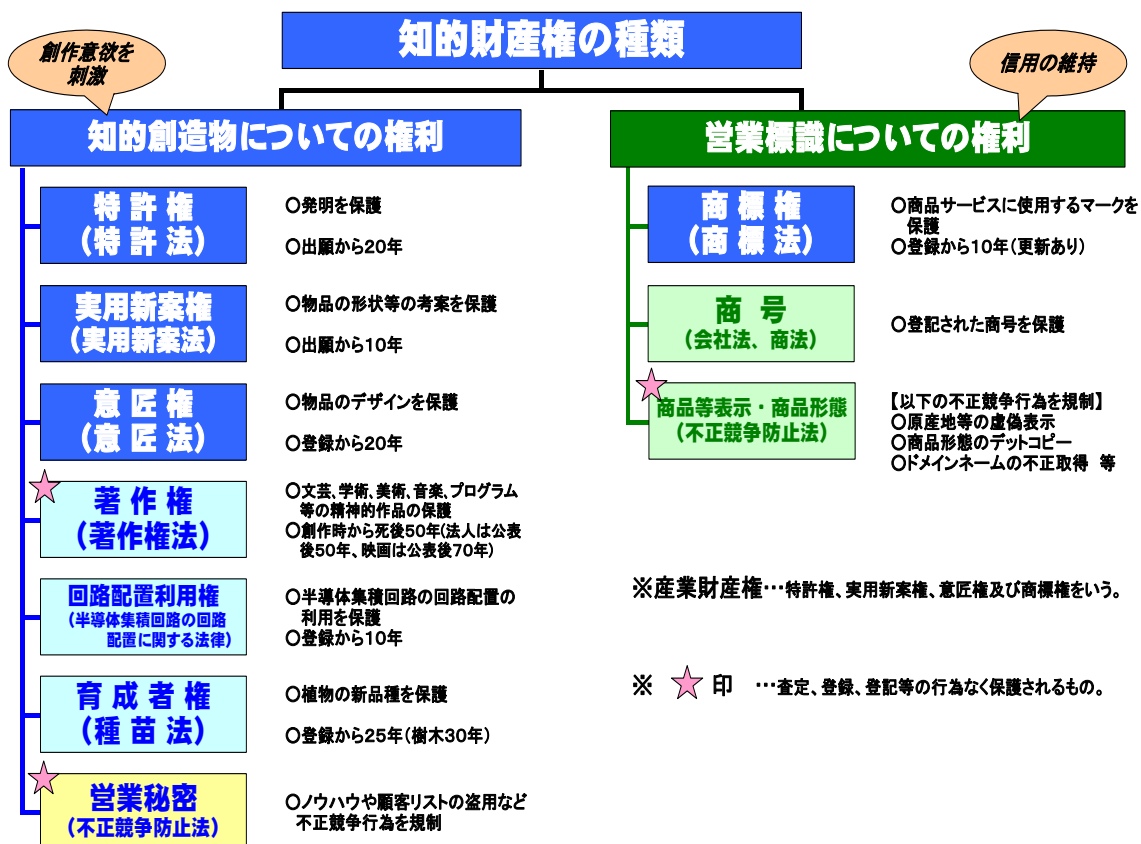 知的財産権の種類
創作意欲を
刺激
信用の維持
知的創造物についての権利
特許権
(特許法)
○発明を保護
○出願から20年
実用新案権
(実用新案法)
○物品の形状等の考案を保護
○出願から10年
意匠権
(意匠法)
○物品のデザインを保護
○登録から20年
著作権
(著作権法)
○文芸、学術、美術、音楽、プログラム
等の精神的作品の保護
○創作時から死後50年(法人は公表
後50年、映画は公表後70年)
回路配置利用権
(半導体集積回路の回路
配置に関する法律)
○半導体集積回路の回路配置の
利用を保護
○登録から10年
育成者権
(種苗法)
○植物の新品種を保護
○登録から25年(樹木30年)
営業秘密
(不正競争防止法)
○ノウハウや顧客リストの盗用など
不正競争行為を規制
営業標識についての権利
商標権
(商標法)
○商品サービスに使用するマークを
保護
○登録から10年(更新あり)
商号
(会社法、商法)
○登記された商号を保護
商品等表示・商品形態
(不正競争防止法)
【以下の不正競争行為を規制】
○原産地等の虚偽表示
○商品形態のデットコピー
○ドメインネームの不正取得 等
※産業財産権…特許権、実用新案権、意匠権及び商標権をいう。
※ 印 …査定、登録、登記等の行為なく保護されるもの。